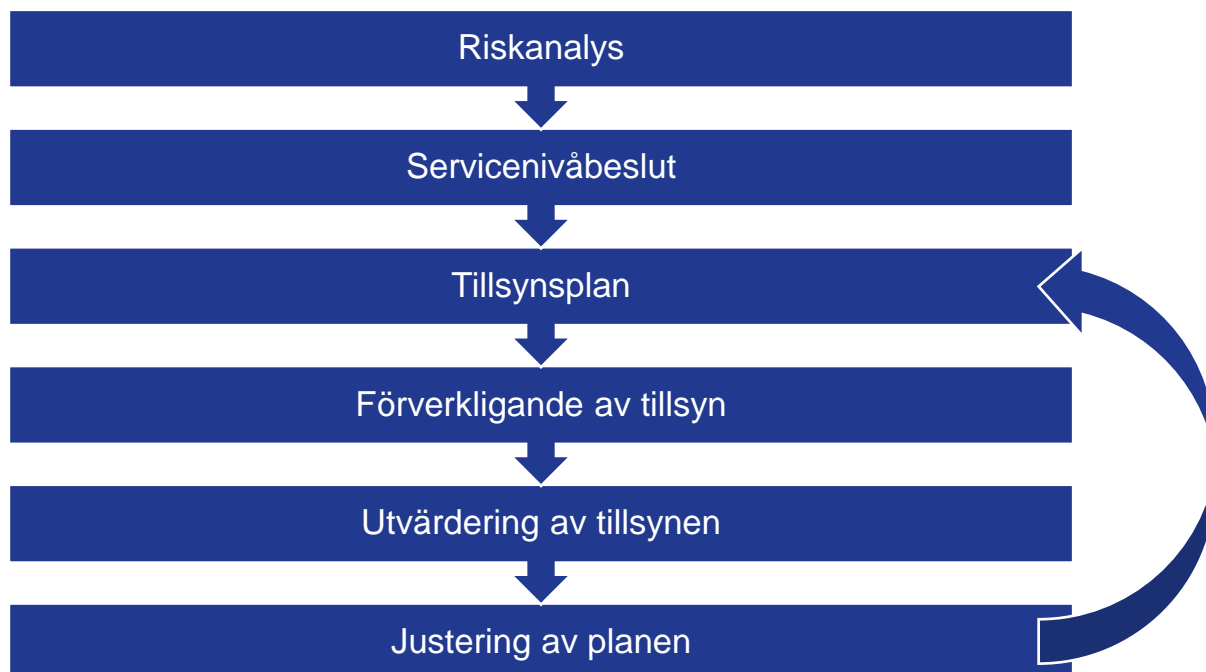 Riskanalys
Servicenivåbeslut
Tillsynsplan
Förverkligande av tillsyn
Utvärdering av tillsynen
Justering av planen